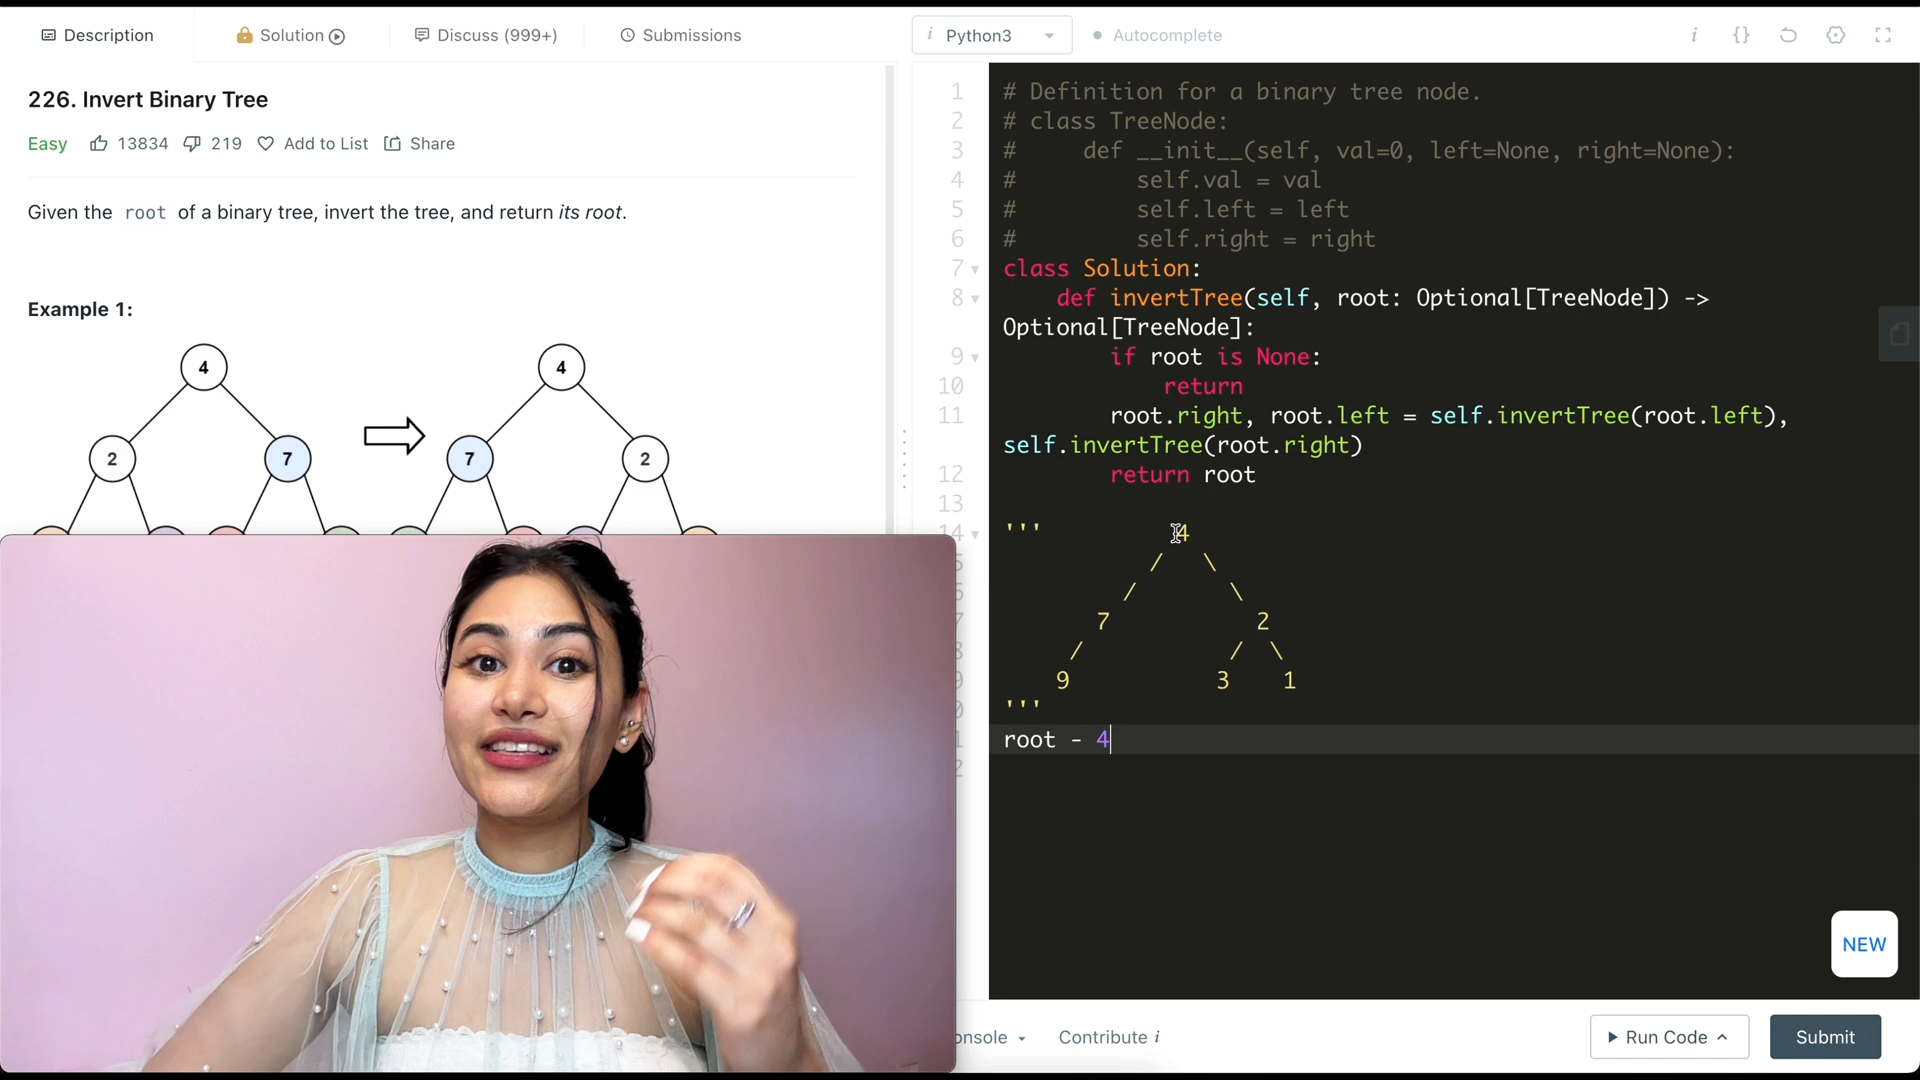 Description
Solution
Discuss (999+)
Submissions
i Python3
Autocomplete
i {}
226. Invert Binary Tree
Easy 13834 219 Add to List Share
Given the root of a binary tree, invert the tree, and return its root.
Example 1:
4
4
2
7
7
2
1 # Definition for a binary tree node.
2 # class TreeNode:
3 #     def __init__(self, val=0, left=None, right=None):
4 #         self.val = val
5 #         self.left = left
6 #         self.right = right
7 class Solution:
8     def invertTree(self, root: Optional[TreeNode]) ->
Optional[TreeNode]:
9         if root is None:
10             return
11         root.right, root.left = self.invertTree(root.left),
self.invertTree(root.right)
12         return root
13
14 '''          4
/   \
/       \
7           2
/           / \
9           3   1
'''
root - 4
NEW
Contribute i
Run Code
Submit